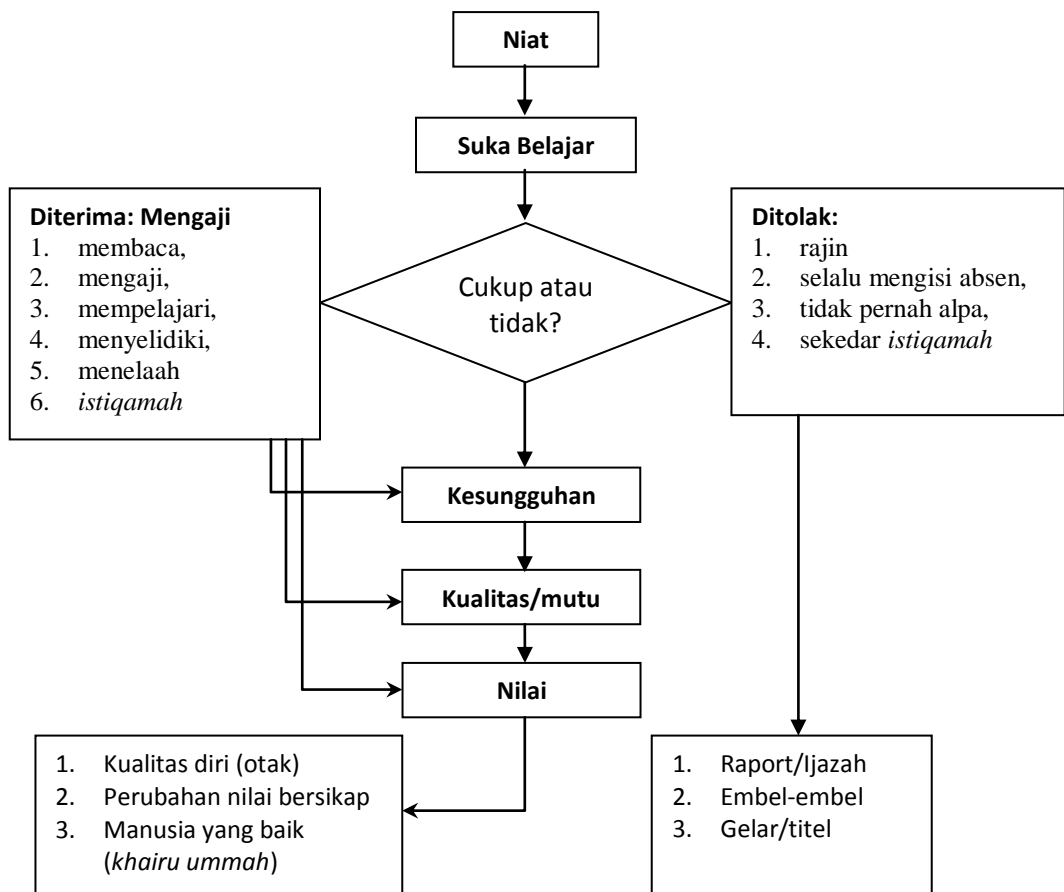 Niat
Suka Belajar
Diterima: Mengaji
1. membaca,
2. mengaji,
3. mempelajari,
4. menyelidiki,
5. menelaah
6. istiqamah
Cukup atau
tidak?
Ditolak:
1. rajin
2. selalu mengisi absen,
3. tidak pernah alpa,
4. sekedar istiqamah
Kesungguhan
Kualitas/mutu
Nilai
1. Kualitas diri (otak)
2. Perubahan nilai bersikap
3. Manusia yang baik
(khairu ummah)
1. Raport/Ijazah
2. Embel-embel
3. Gelar/titel